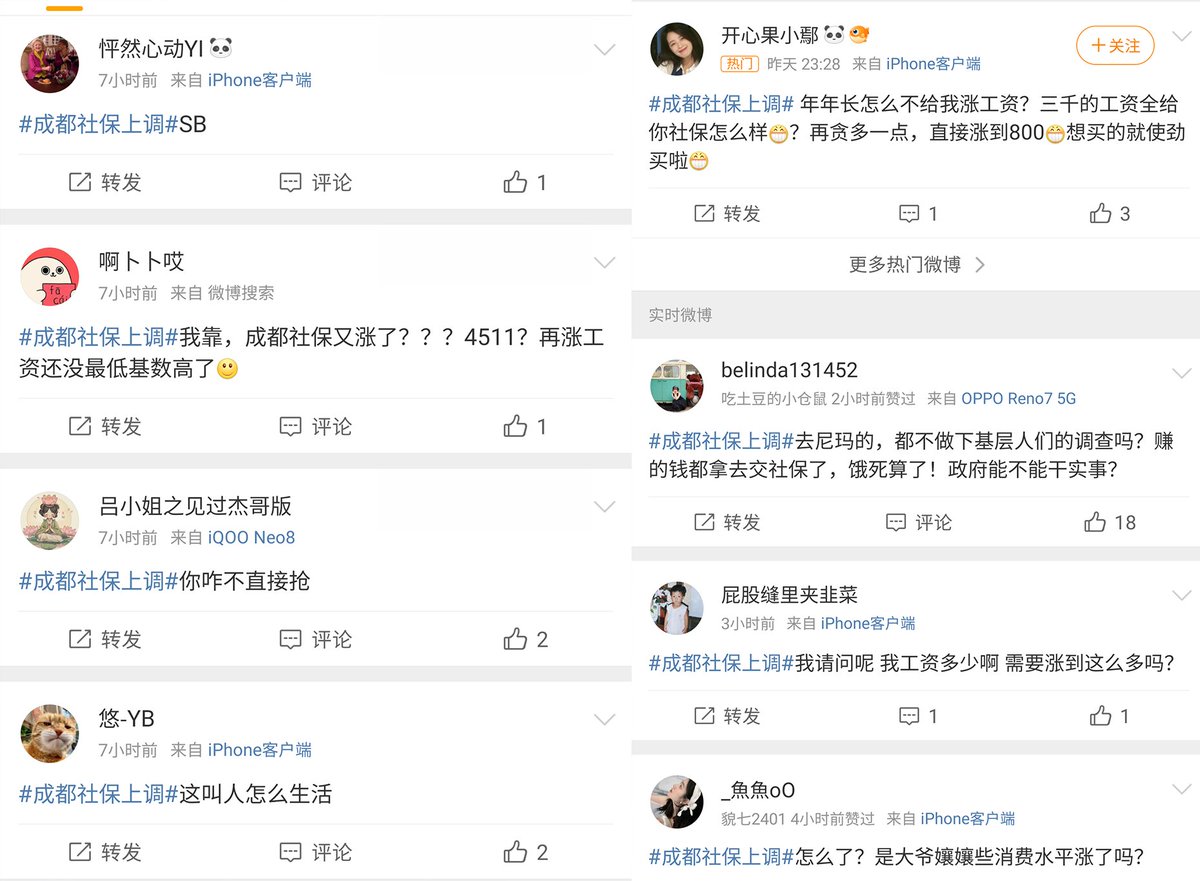 怦然心动YI🐼
7小时前 来自 iPhone客户端
#成都社保上调#SB
转发 评论 1
啊卜卜哎
7小时前 来自 微博搜索
#成都社保上调#我靠，成都社保又涨了？？？4511？再涨工
资还没最低基数高了🙂
转发 评论 1
吕小姐之见过杰哥版
7小时前 来自 iQOO Neo8
#成都社保上调#你咋不直接抢
转发 评论 2
悠-YB
7小时前 来自 iPhone客户端
#成都社保上调#这叫人怎么生活
转发 评论 2
开心果小鄢🐼
+关注
热门 昨天 23:28 来自 iPhone客户端
#成都社保上调# 年年长怎么不给我涨工资？三千的工资全给
你社保怎么样😁？再贪多一点，直接涨到800😁想买的就使劲
买啦😁
转发 1 3
更多热门微博
实时微博
belinda131452
吃土豆的小仓鼠 2小时前赞过 来自 OPPO Reno7 5G
#成都社保上调#去尼玛的，都不做下基层人们的调查吗？赚
的钱都拿去交社保了，饿死算了！政府能不能干实事？
转发 评论 18
屁股缝里夹韭菜
3小时前 来自 iPhone客户端
#成都社保上调#我请问呢 我工资多少啊 需要涨到这么多吗？
转发 1 1
_魚魚oO
貌七2401 4小时前赞过 来自 iPhone客户端
#成都社保上调#怎么了？是大爷孃孃些消费水平涨了吗？